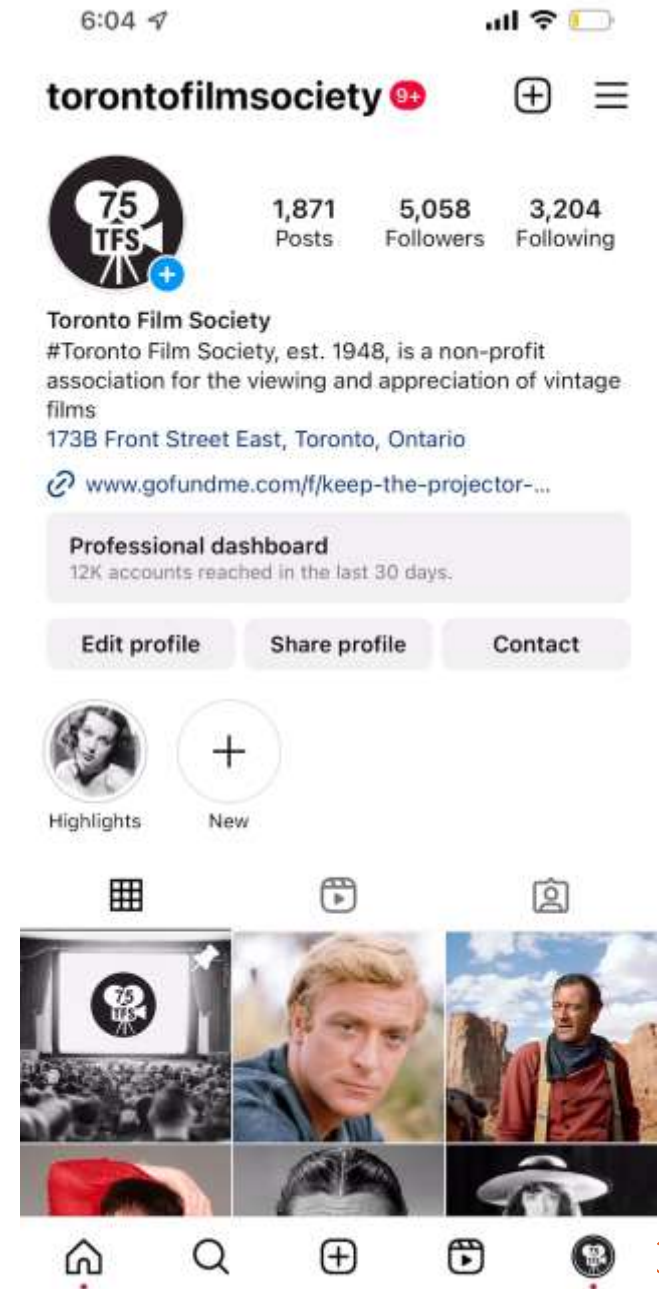 6:04
torontofilmsociety 9+
75
TFS
1,871 5,058 3,204
Posts Followers Following
Toronto Film Society
#Toronto Film Society, est. 1948, is a non-profit
association for the viewing and appreciation of vintage
films
173B Front Street East, Toronto, Ontario
www.gofundme.com/f/keep-the-projector-...
Professional dashboard
12K accounts reached in the last 30 days.
Edit profile Share profile Contact
Highlights New
75
TFS
75
TFS